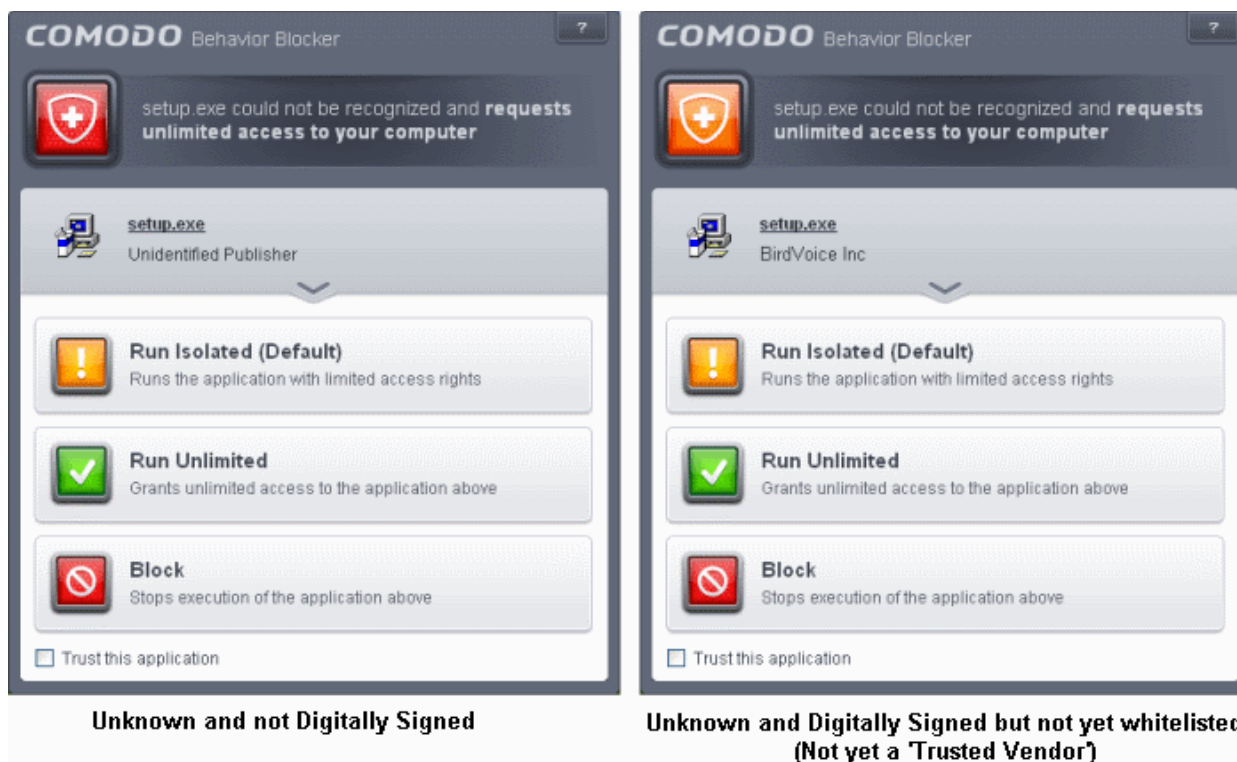 COMODO Behavior Blocker
?
setup.exe could not be recognized and requests
unlimited access to your computer
setup.exe
Unidentified Publisher
Run Isolated (Default)
Runs the application with limited access rights
Run Unlimited
Grants unlimited access to the application above
Block
Stops execution of the application above
Trust this application
Unknown and not Digitally Signed
COMODO Behavior Blocker
?
setup.exe could not be recognized and requests
unlimited access to your computer
setup.exe
BirdVoice Inc
Run Isolated (Default)
Runs the application with limited access rights
Run Unlimited
Grants unlimited access to the application above
Block
Stops execution of the application above
Trust this application
Unknown and Digitally Signed but not yet whitelisted
(Not yet a 'Trusted Vendor')